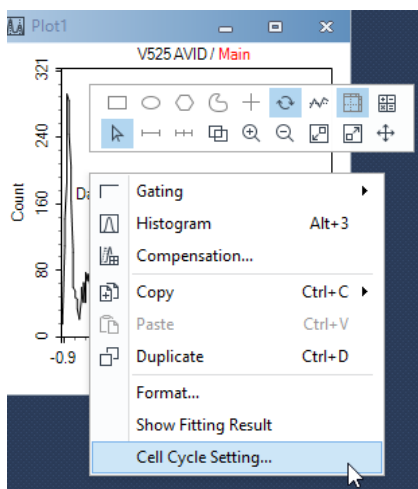 Plot1
V525 AVID / Main
321
240
160
80
0
Count
-0.9
Da
Gating
Histogram Alt+3
Compensation...
Copy Ctrl+C
Paste Ctrl+V
Duplicate Ctrl+D
Format...
Show Fitting Result
Cell Cycle Setting...